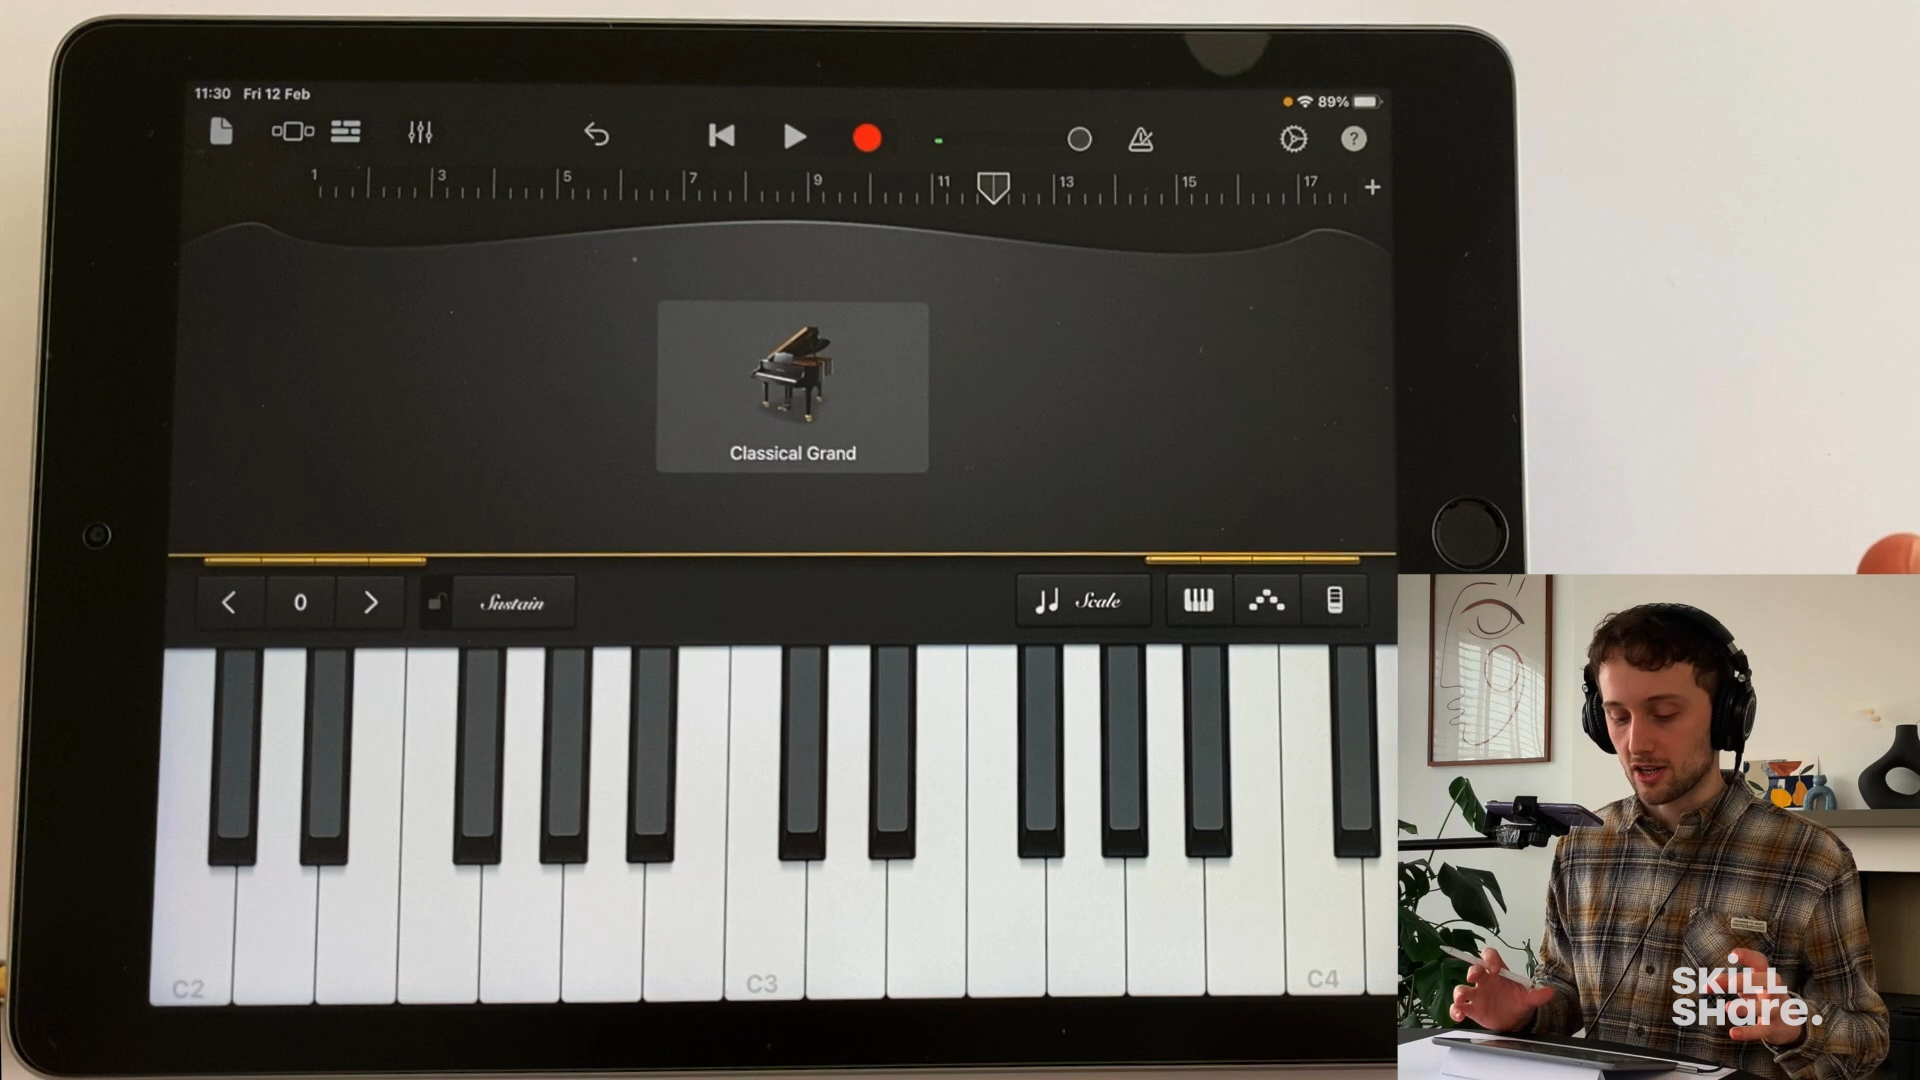 11:30 Fri 12 Feb
89%
?
1 3 5 7 9 11 13 15 17 +
Classical Grand
0 Sustain
Scale
C2 C3 C4
SKILL
SHare.